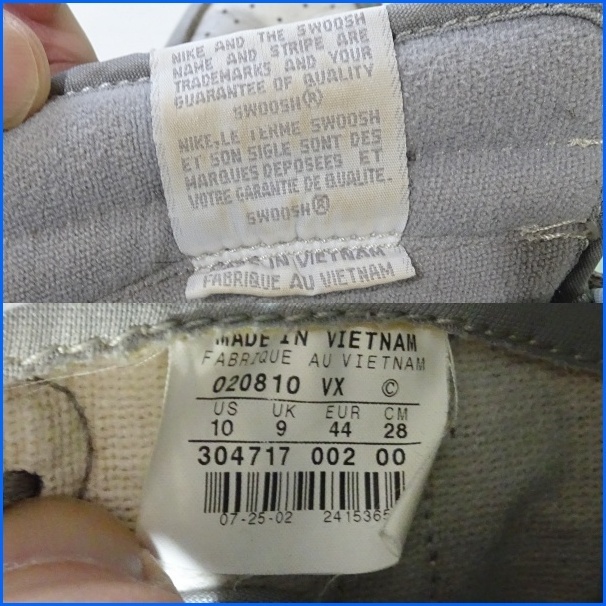 NIKE AND THE SWOOSH
NAME AND STRIPE ARE
TRADEMARKS AND YOUR
GUARANTEE OF QUALITY
SWOOSH®
NIKE, LE TERME SWOOSH
ET SON SIGLE SONT DES
MARQUES DEPOSEES ET
VOTRE GARANTIE DE QUALITE.
SWOOSH®
IN VIETNAM
FABRIQUE AU VIETNAM
MADE IN VIETNAM
FABRIQUE AU VIETNAM
020810 VX ©
US UK EUR CM
10 9 44 28
304717 002 00
07-25-02 2415365